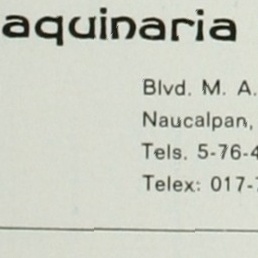 aquinaria
Blvd. M. A.
Naucalpan,
Tels. 5-76-4
Telex: 017-